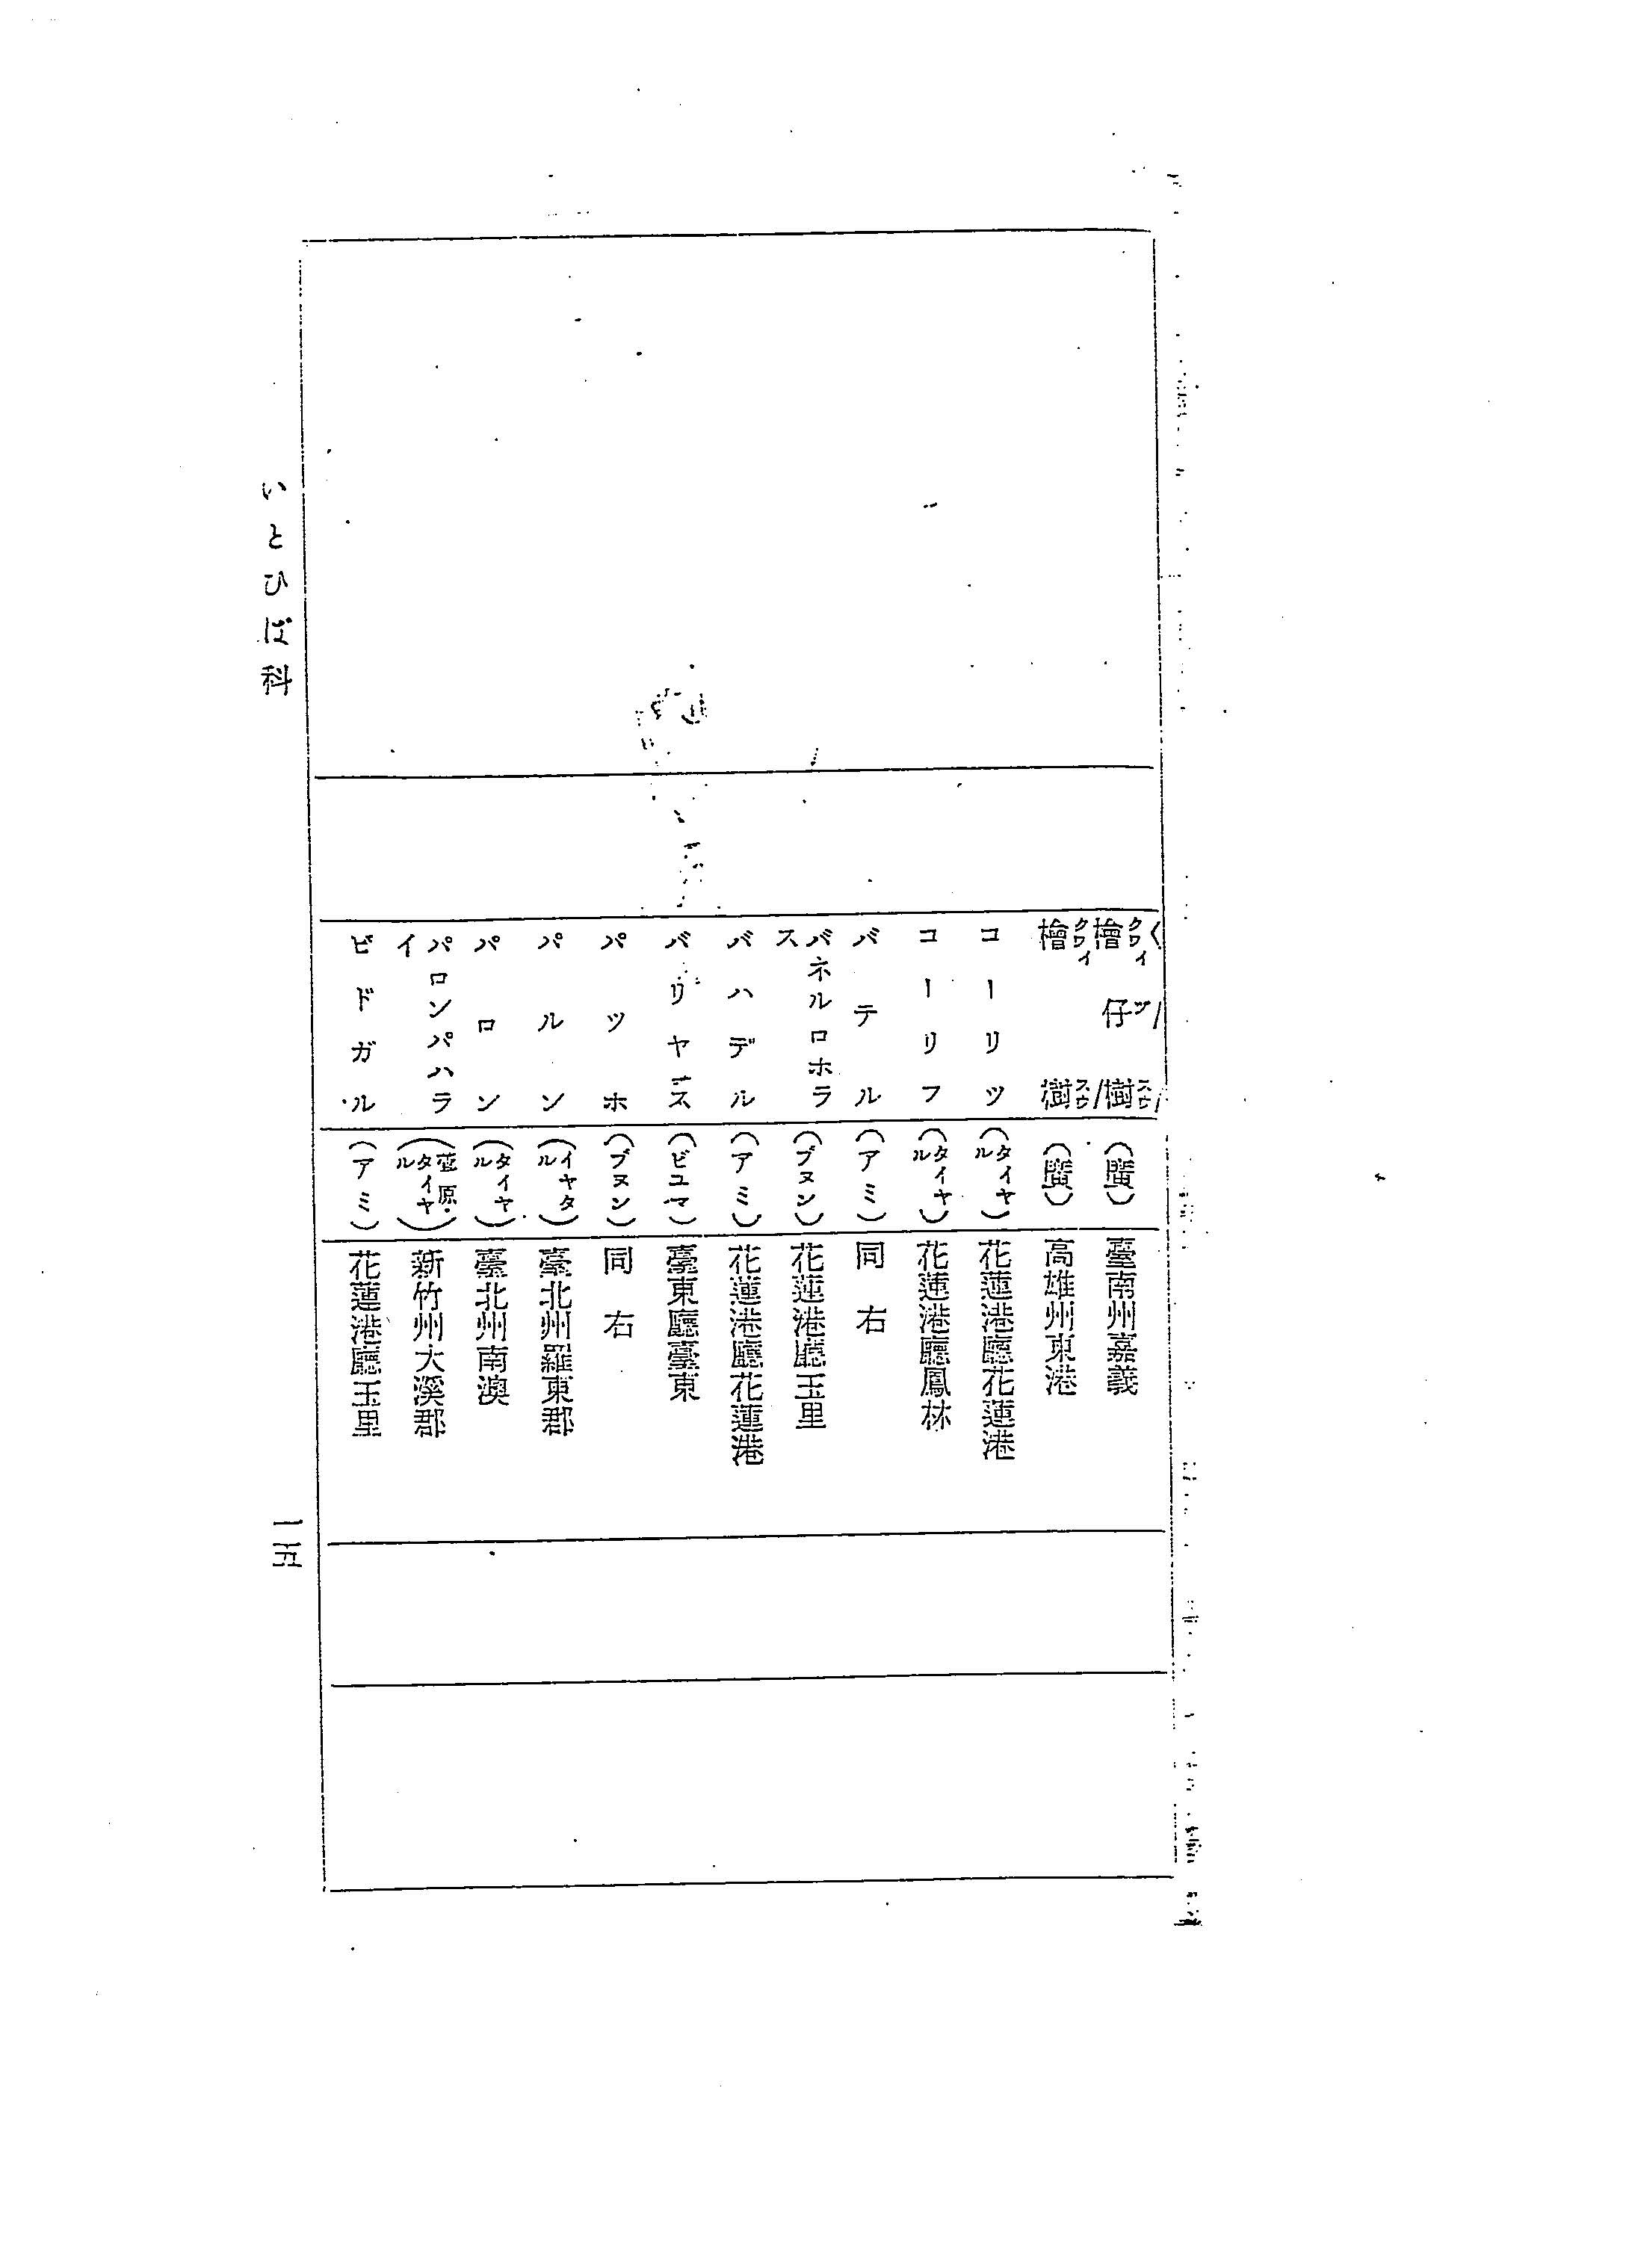 檜仔樹 (廣) 臺南州嘉義
檜樹 (廣) 高雄州東港
コーリツ (タイヤル) 花蓮港廳花蓮港
コーリフ (タイヤル) 花蓮港廳鳳林
バテル (アミ) 同右
バネルロホラス (ブヌン) 花蓮港廳玉里
バハデル (アミ) 花蓮港廳花蓮港
バリヤス (ピユマ) 臺東廳臺東
パツホ (ブヌン) 同右
パルン (タイヤル) 臺北州羅東郡
パロン (タイヤル) 臺北州南澳
パロンパハライ (タイヤル) 新竹州大溪郡
ビドガル (アミ) 花蓮港廳玉里
いとひば科
一五